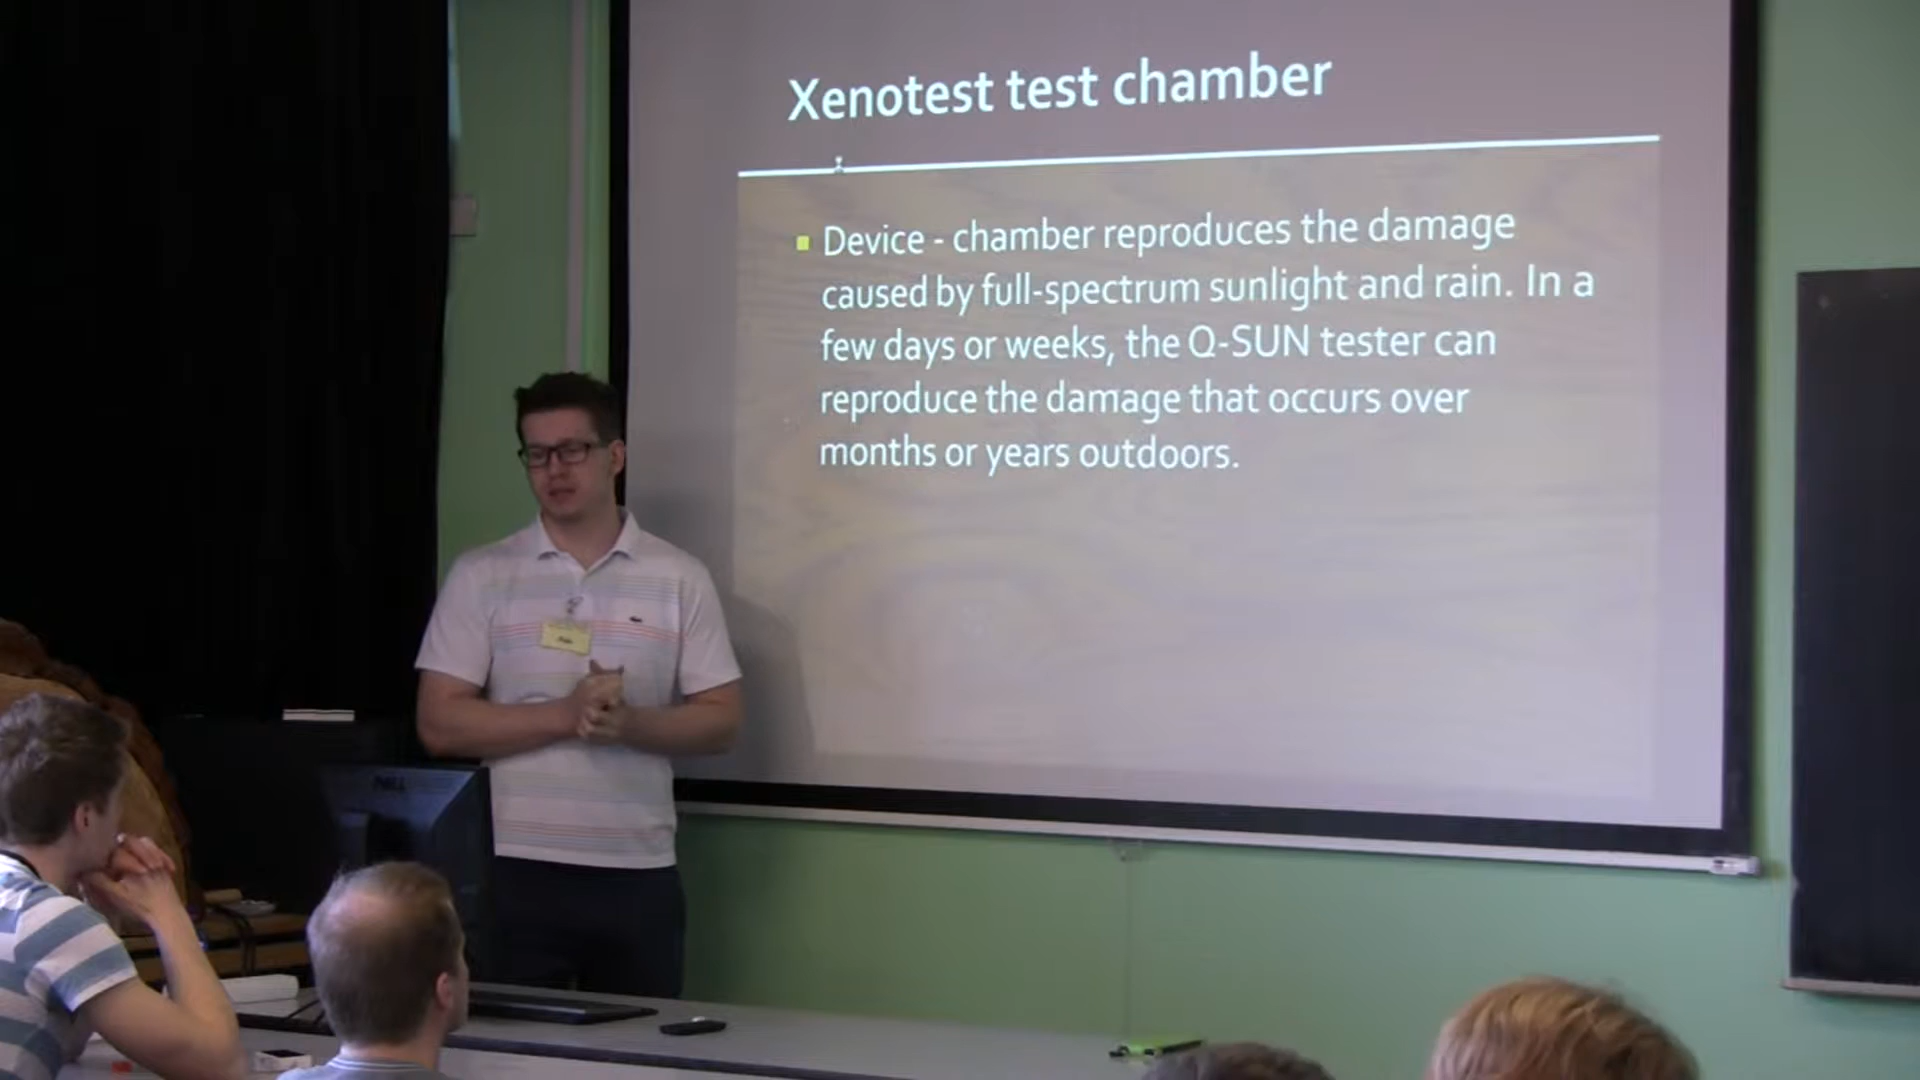 Xenotest test chamber
Device - chamber reproduces the damage
caused by full-spectrum sunlight and rain. In a
few days or weeks, the Q-SUN tester can
reproduce the damage that occurs over
months or years outdoors.
DELL